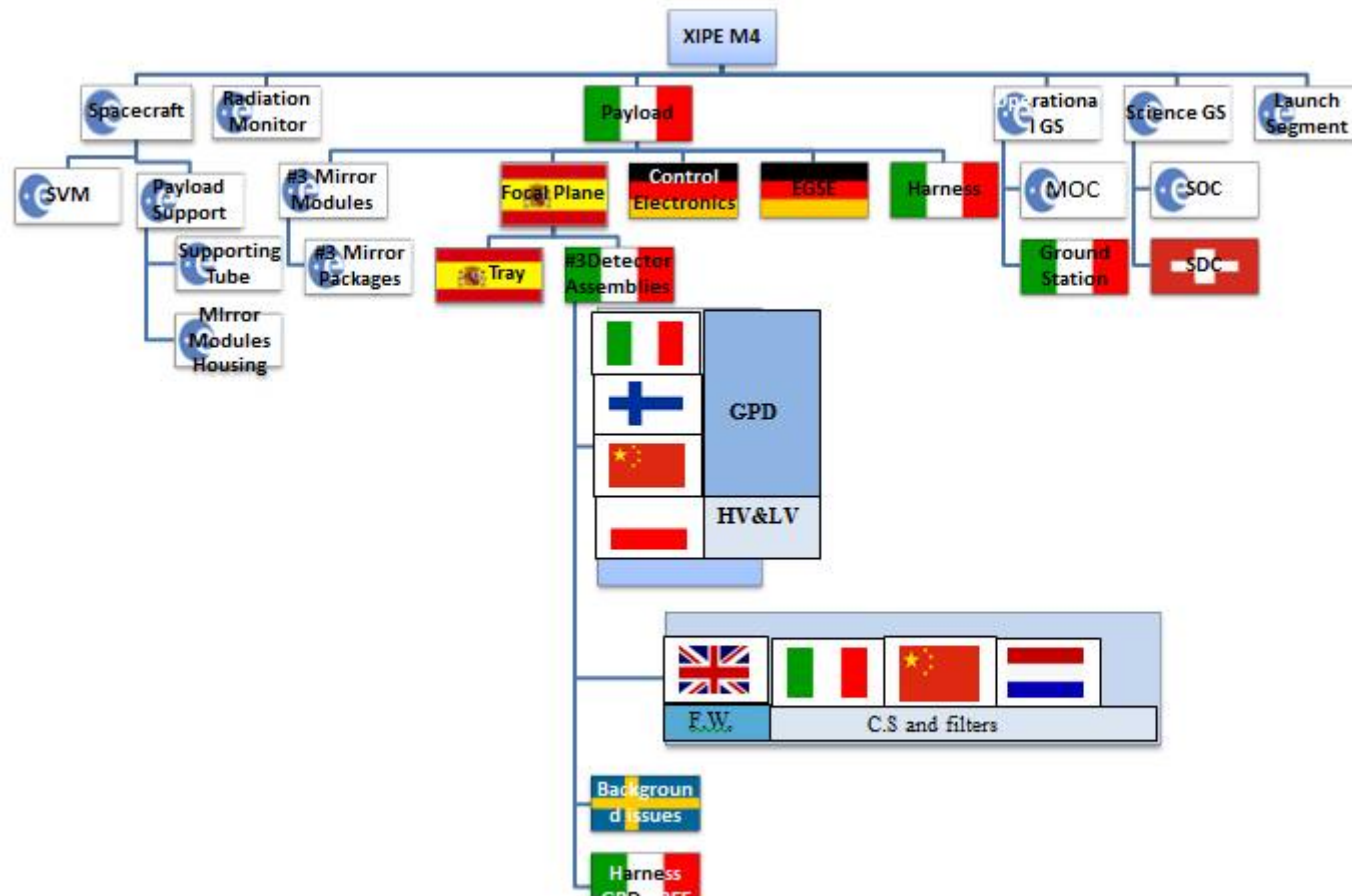 XIPE M4
Spacecraft
Radiation
Monitor
Payload
Operationa
l GS
Science GS
Launch
Segment
SVM
Payload
Support
#3 Mirror
Modules
Focal Plane
Control
Electronics
EGSE
Harness
MOC
SOC
Supporting
Tube
#3 Mirror
Packages
Tray
#3Detector
Assemblies
Ground
Station
SDC
MIrror
Modules
Housing
GPD
HV&LV
F.W.
C.S and filters
Backgroun
d issues
Harness
GPD